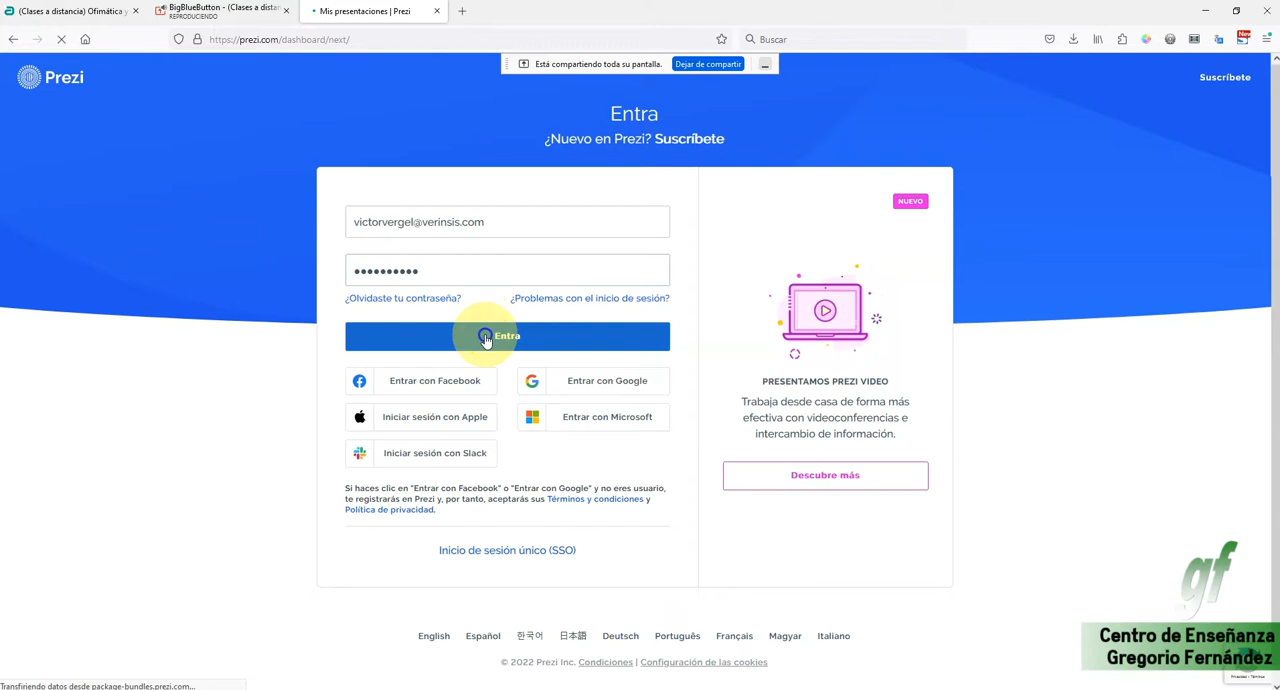 (Clases a distancia) Ofimática y
BigBlueButton - (Clases a distan
REPRODUCIENDO
Mis presentaciones | Prezi
https://prezi.com/dashboard/next/
Buscar
New
Está compartiendo toda su pantalla.
Dejar de compartir
Prezi
Suscríbete
Entra
¿Nuevo en Prezi? Suscríbete
victorvergel@verinsis.com
¿Olvidaste tu contraseña?
¿Problemas con el inicio de sesión?
Entra
Entrar con Facebook
Entrar con Google
Iniciar sesión con Apple
Entrar con Microsoft
Iniciar sesión con Slack
Si haces clic en "Entrar con Facebook" o "Entrar con Google" y no eres usuario,
te registrarás en Prezi y, por tanto, aceptarás sus Términos y condiciones y
Política de privacidad.
Inicio de sesión único (SSO)
NUEVO
PRESENTAMOS PREZI VIDEO
Trabaja desde casa de forma más
efectiva con videoconferencias e
intercambio de información.
Descubre más
English Español 한국어 日本語 Deutsch Português Français Magyar Italiano
© 2022 Prezi Inc. Condiciones | Configuración de las cookies
gf
Centro de Enseñanza
Gregorio Fernández
Privacidad - Términos
Transfiriendo datos desde package-bundles.prezi.com...